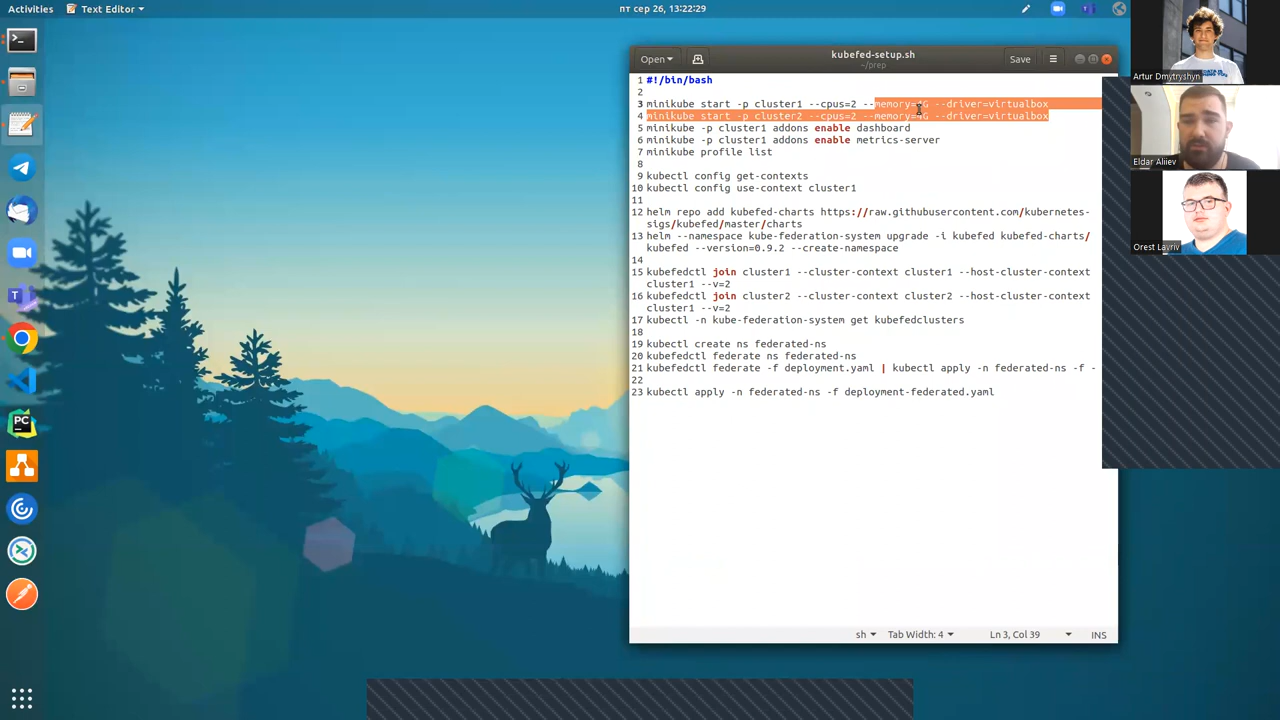 Activities
Text Editor
пт сер 26, 13:22:29
Open
kubefed-setup.sh
~/prep
Save
1 #!/bin/bash
2
3 minikube start -p cluster1 --cpus=2 --memory= G --driver=virtualbox
4 minikube start -p cluster2 --cpus=2 --memory= G --driver=virtualbox
5 minikube -p cluster1 addons enable dashboard
6 minikube -p cluster1 addons enable metrics-server
7 minikube profile list
8
9 kubectl config get-contexts
10 kubectl config use-context cluster1
11
12 helm repo add kubefed-charts https://raw.githubusercontent.com/kubernetes-
sigs/kubefed/master/charts
13 helm --namespace kube-federation-system upgrade -i kubefed kubefed-charts/
kubefed --version=0.9.2 --create-namespace
14
15 kubefedctl join cluster1 --cluster-context cluster1 --host-cluster-context
cluster1 --v=2
16 kubefedctl join cluster2 --cluster-context cluster2 --host-cluster-context
cluster1 --v=2
17 kubectl -n kube-federation-system get kubefedclusters
18
19 kubectl create ns federated-ns
20 kubefedctl federate ns federated-ns
21 kubefedctl federate -f deployment.yaml | kubectl apply -n federated-ns -f -
22
23 kubectl apply -n federated-ns -f deployment-federated.yaml
sh
Tab Width: 4
Ln 3, Col 39
INS
Artur Dmytryshyn
Eldar Aliiev
Orest Lavriv
PC